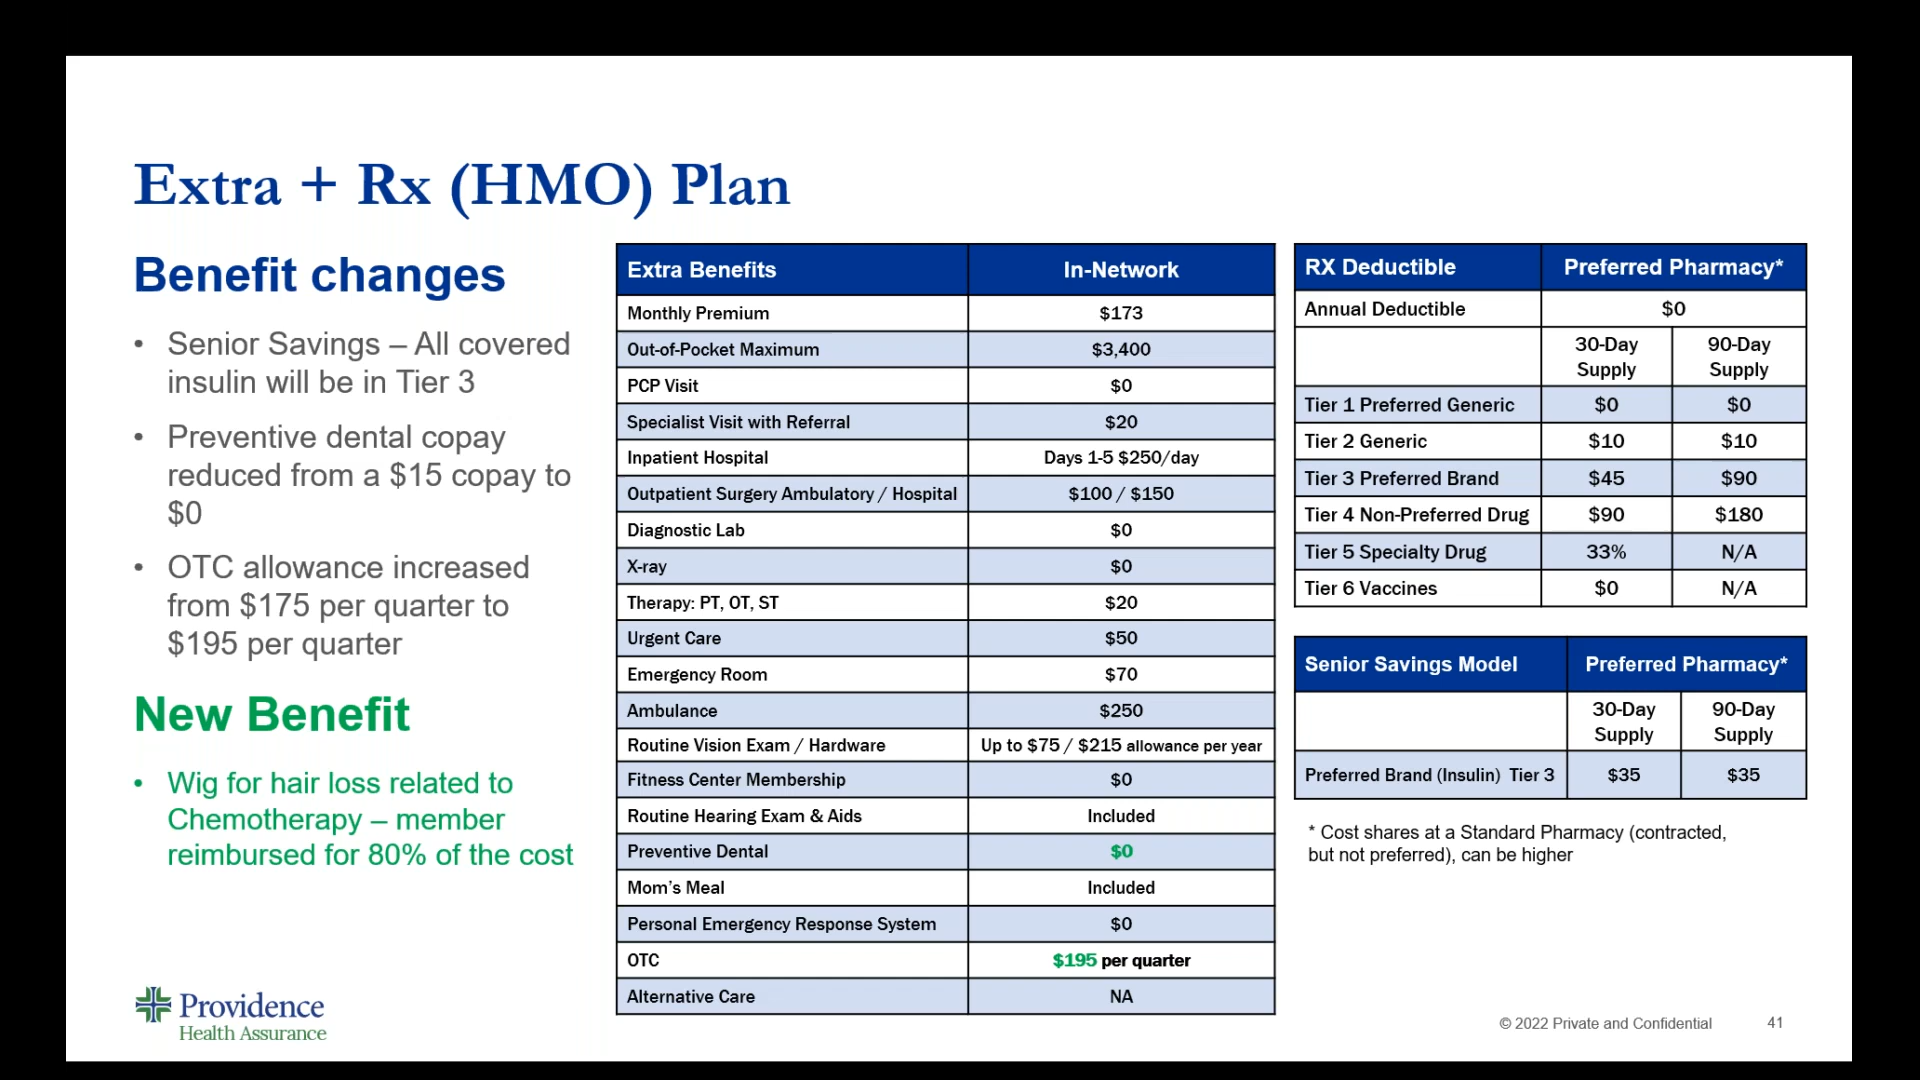 Extra + Rx (HMO) Plan
Benefit changes
• Senior Savings – All covered
insulin will be in Tier 3
• Preventive dental copay
reduced from a $15 copay to
$0
• OTC allowance increased
from $175 per quarter to
$195 per quarter
New Benefit
• Wig for hair loss related to
Chemotherapy – member
reimbursed for 80% of the cost
Extra Benefits In-Network
Monthly Premium $173
Out-of-Pocket Maximum $3,400
PCP Visit $0
Specialist Visit with Referral $20
Inpatient Hospital Days 1-5 $250/day
Outpatient Surgery Ambulatory / Hospital $100 / $150
Diagnostic Lab $0
X-ray $0
Therapy: PT, OT, ST $20
Urgent Care $50
Emergency Room $70
Ambulance $250
Routine Vision Exam / Hardware Up to $75 / $215 allowance per year
Fitness Center Membership $0
Routine Hearing Exam & Aids Included
Preventive Dental $0
Mom's Meal Included
Personal Emergency Response System $0
OTC $195 per quarter
Alternative Care NA
RX Deductible Preferred Pharmacy*
Annual Deductible $0
30-Day 90-Day
Supply Supply
Tier 1 Preferred Generic $0 $0
Tier 2 Generic $10 $10
Tier 3 Preferred Brand $45 $90
Tier 4 Non-Preferred Drug $90 $180
Tier 5 Specialty Drug 33% N/A
Tier 6 Vaccines $0 N/A
Senior Savings Model Preferred Pharmacy*
30-Day 90-Day
Supply Supply
Preferred Brand (Insulin) Tier 3 $35 $35
* Cost shares at a Standard Pharmacy (contracted,
but not preferred), can be higher
Providence
Health Assurance
© 2022 Private and Confidential 41